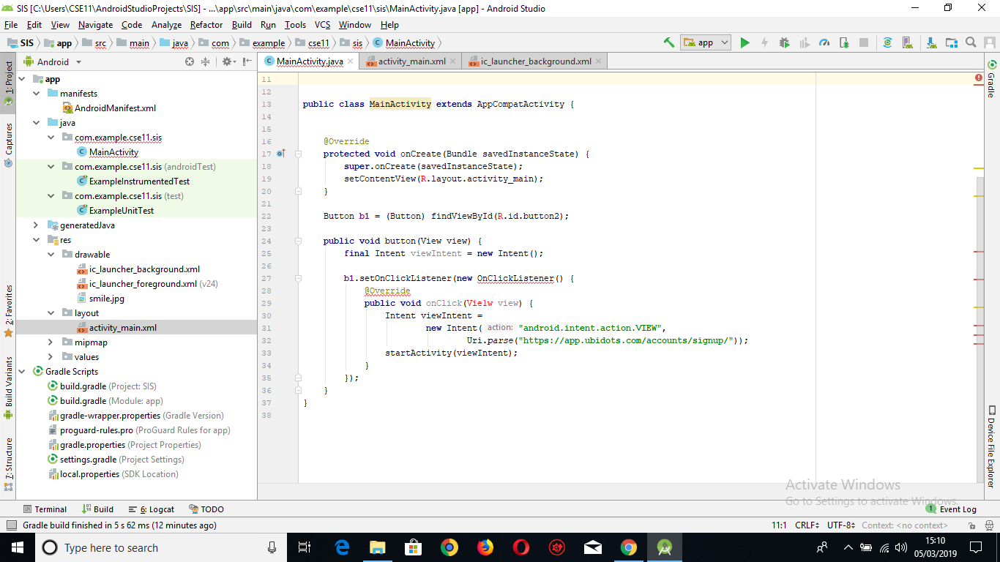 SIS [C:\Users\CSE11\AndroidStudioProjects\SIS] - ...\app\src\main\java\com\example\cse11\sis\MainActivity.java [app] - Android Studio
File Edit View Navigate Code Analyze Refactor Build Run Tools VCS Window Help
SIS app src main java com example cse11 sis MainActivity app
Android MainActivity.java activity_main.xml ic_launcher_background.xml
1: Project
Captures
2: Favorites
Build Variants
7: Structure
app
manifests
AndroidManifest.xml
java
com.example.cse11.sis
MainActivity
com.example.cse11.sis (androidTest)
ExampleInstrumentedTest
com.example.cse11.sis (test)
ExampleUnitTest
generatedJava
res
drawable
ic_launcher_background.xml
ic_launcher_foreground.xml (v24)
smile.jpg
layout
activity_main.xml
mipmap
values
Gradle Scripts
build.gradle (Project: SIS)
build.gradle (Module: app)
gradle-wrapper.properties (Gradle Version)
proguard-rules.pro (ProGuard Rules for app)
gradle.properties (Project Properties)
settings.gradle (Project Settings)
local.properties (SDK Location)
11
12
13 public class MainActivity extends AppCompatActivity {
14
15
16 @Override
17 protected void onCreate(Bundle savedInstanceState) {
18 super.onCreate(savedInstanceState);
19 setContentView(R.layout.activity_main);
20 }
21
22 Button b1 = (Button) findViewById(R.id.button2);
23
24 public void button(View view) {
25 final Intent viewIntent = new Intent();
26
27 b1.setOnClickListener(new OnClickListener() {
28 @Override
29 public void onClick(Vielw view) {
30 Intent viewIntent =
31 new Intent( action: "android.intent.action.VIEW",
32 Uri.parse("https://app.ubidots.com/accounts/signup/"));
33 startActivity(viewIntent);
34 }
35 });
36 }
37 }
38
Gradle
Device File Explorer
Activate Windows
Go to Settings to activate Windows.
Terminal Build 6: Logcat TODO 1 Event Log
Gradle build finished in 5 s 62 ms (12 minutes ago) 11:1 CRLF UTF-8 Context: <no context>
Type here to search
15:10
05/03/2019